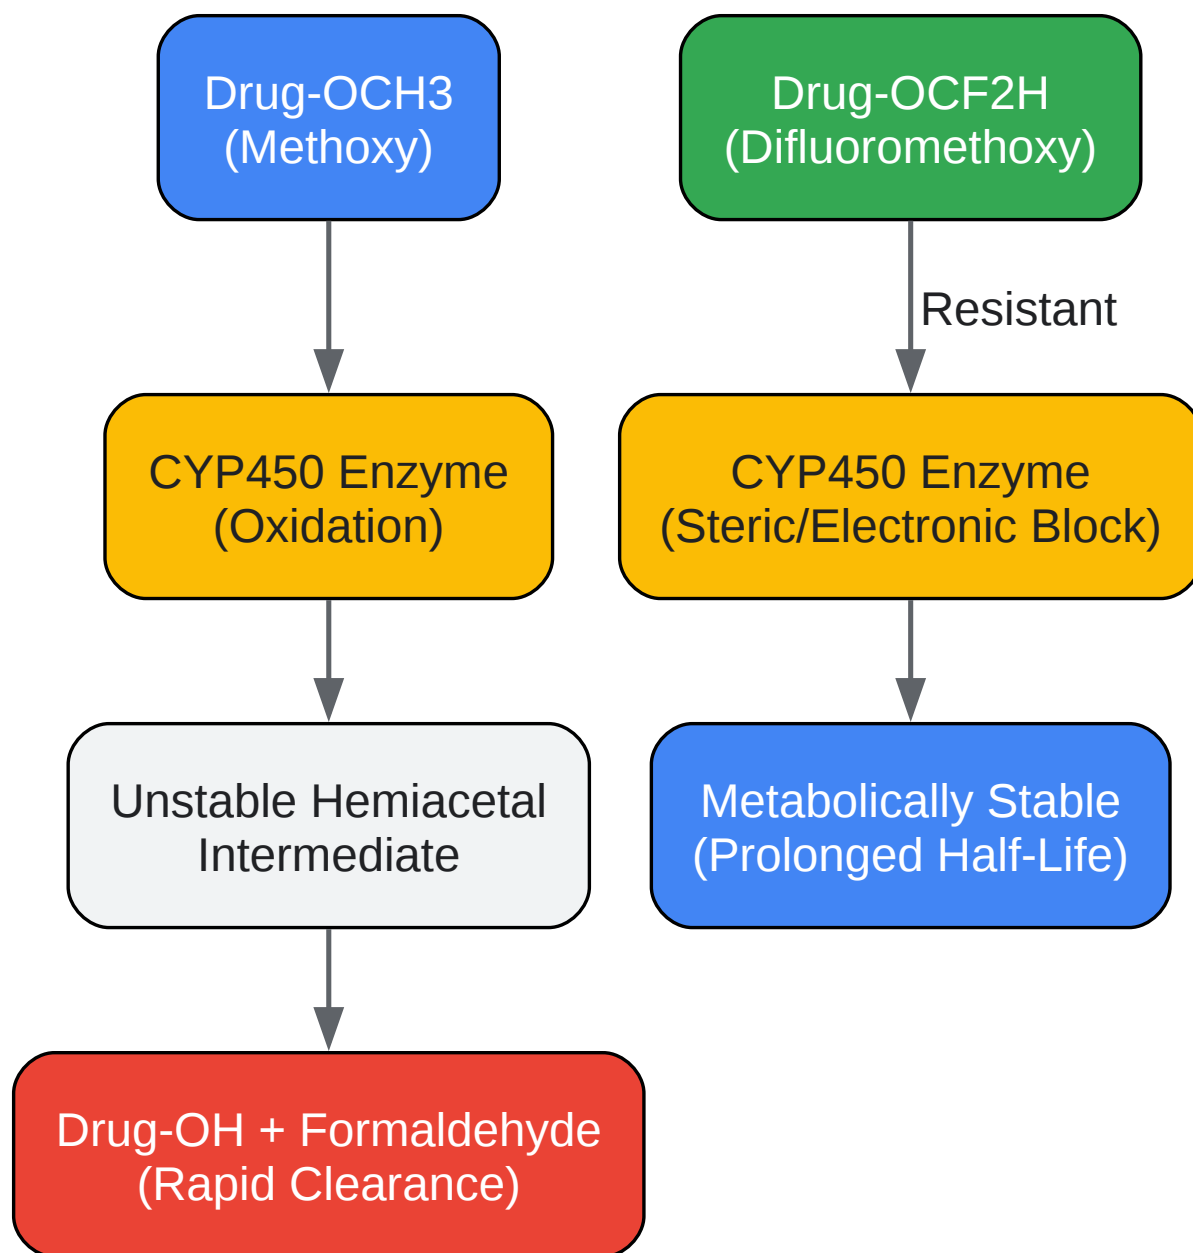 Drug-OCH3
(Methoxy)
Drug-OCF2H
(Difluoromethoxy)
Resistant
CYP450 Enzyme
(Oxidation)
CYP450 Enzyme
(Steric/Electronic Block)
Unstable Hemiacetal
Intermediate
Metabolically Stable
(Prolonged Half-Life)
Drug-OH + Formaldehyde
(Rapid Clearance)